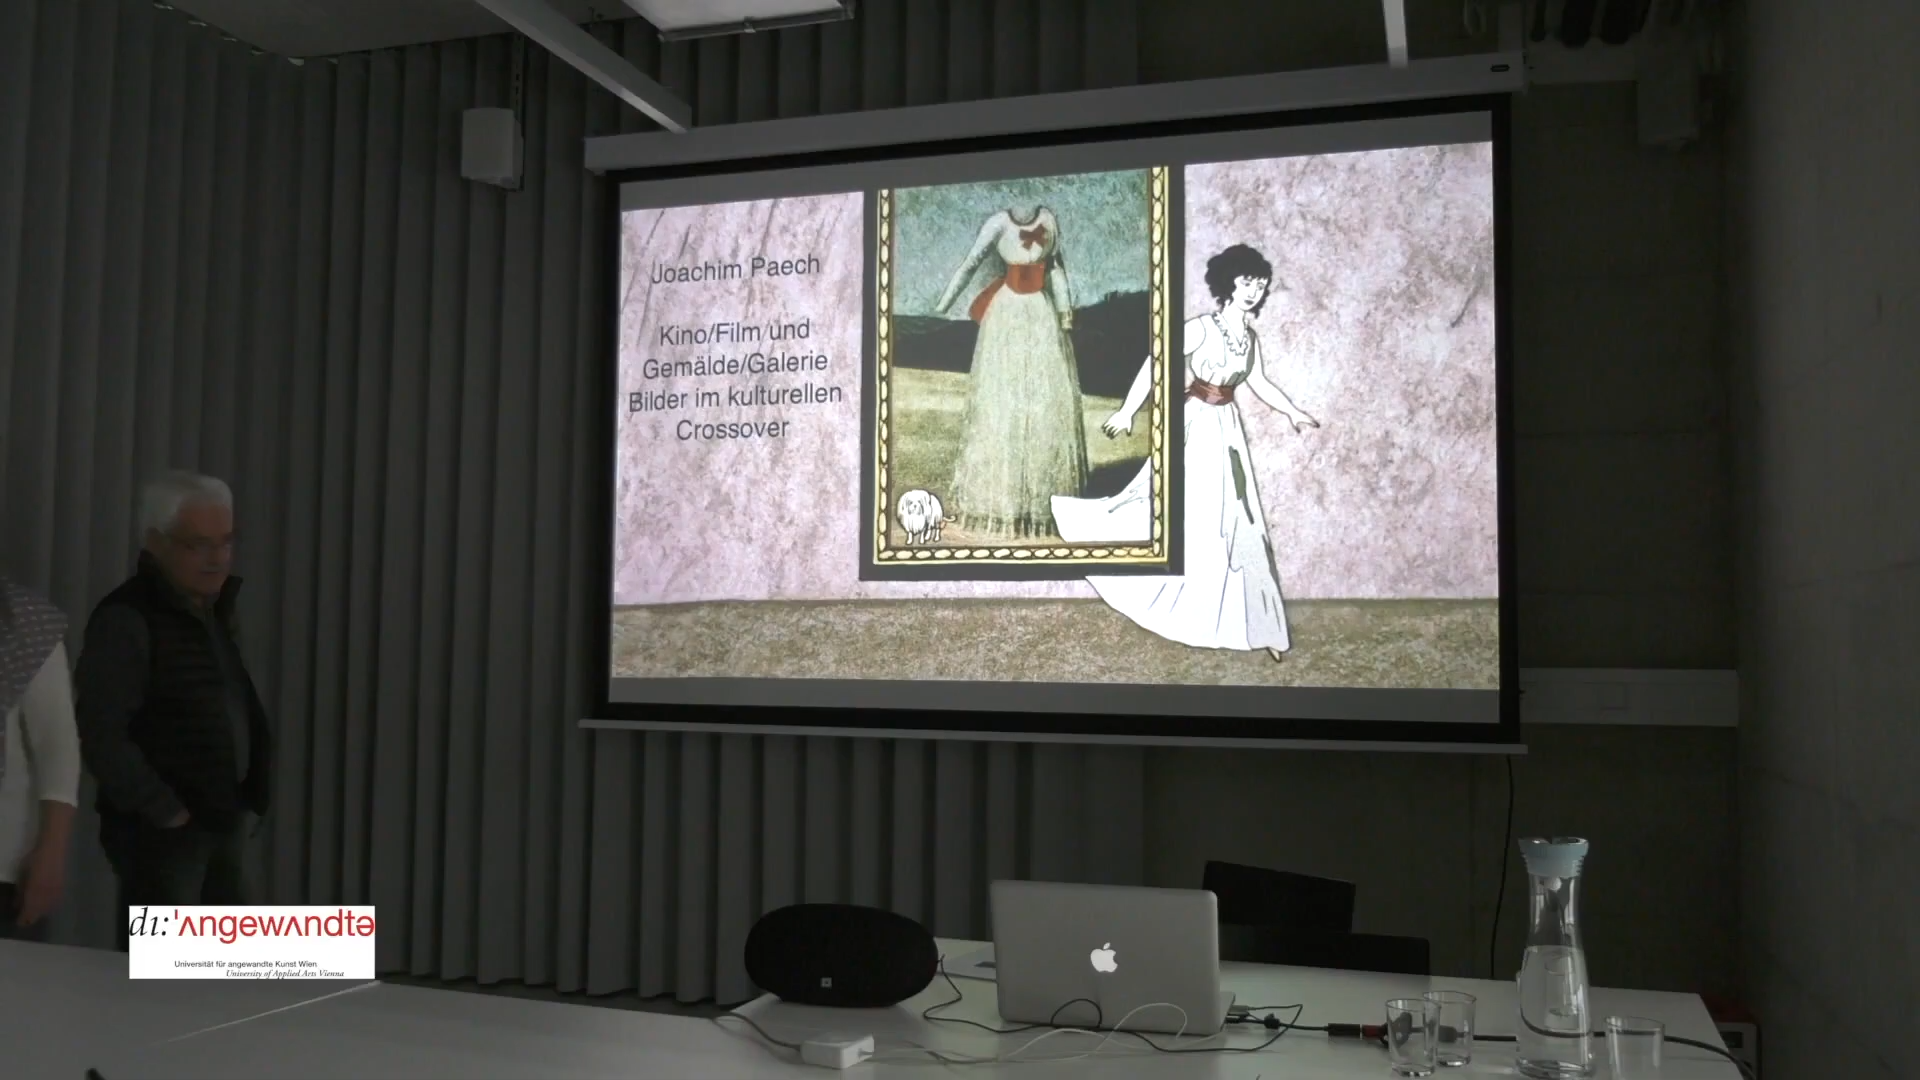 Joachim Paech
Kino/Film und
Gemälde/Galerie
Bilder im kulturellen
Crossover
dı:'ʌngewʌndtə
Universität für angewandte Kunst Wien
University of Applied Arts Vienna